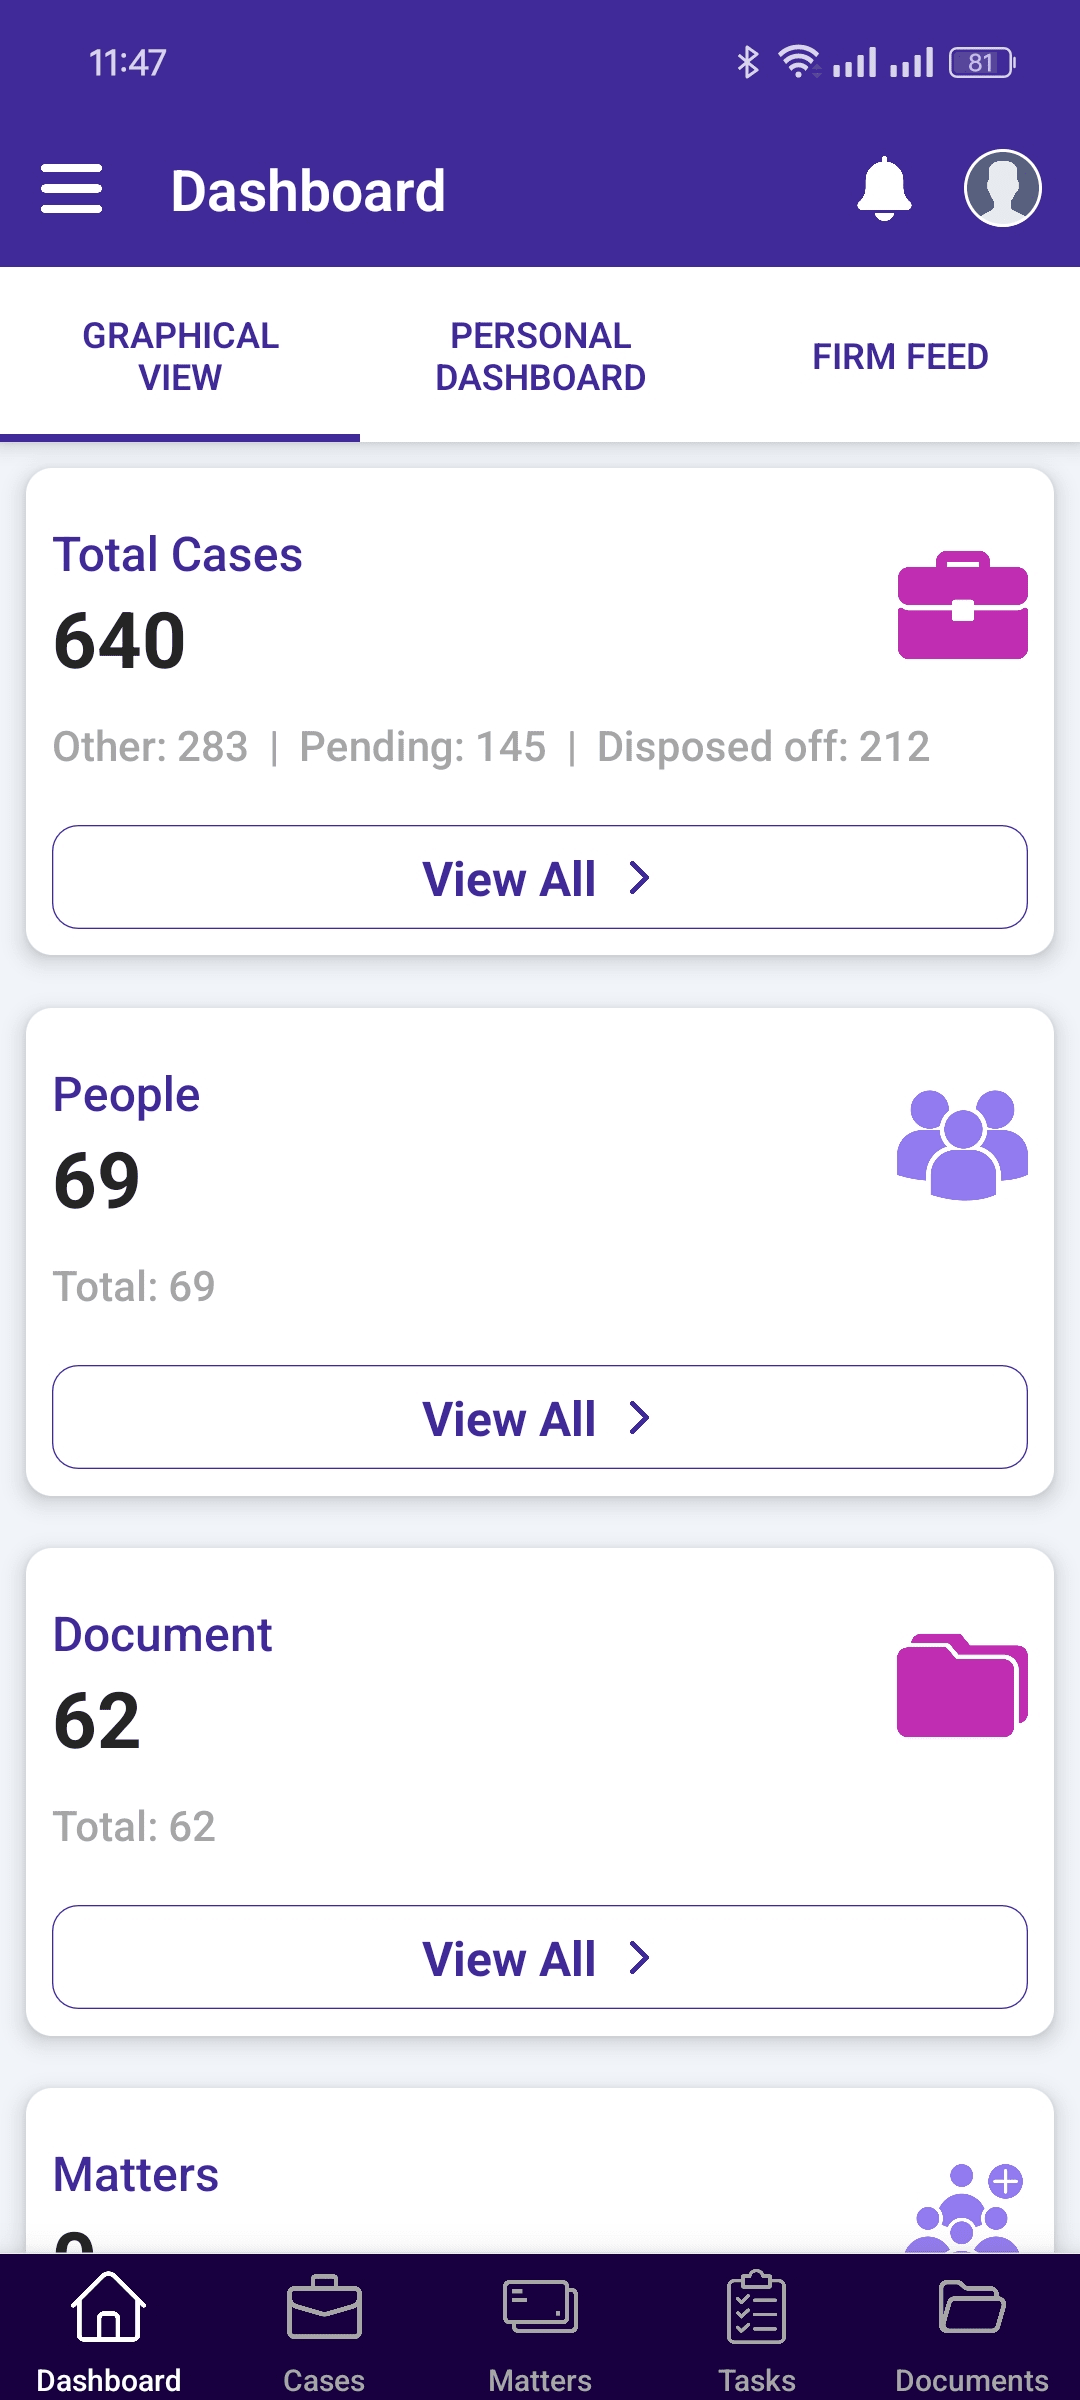 11:47
81
Dashboard
GRAPHICAL
VIEW
PERSONAL
DASHBOARD
FIRM FEED
Total Cases
640
Other: 283 | Pending: 145 | Disposed off: 212
View All
People
69
Total: 69
View All
Document
62
Total: 62
View All
Matters
Dashboard
Cases
Matters
Tasks
Documents